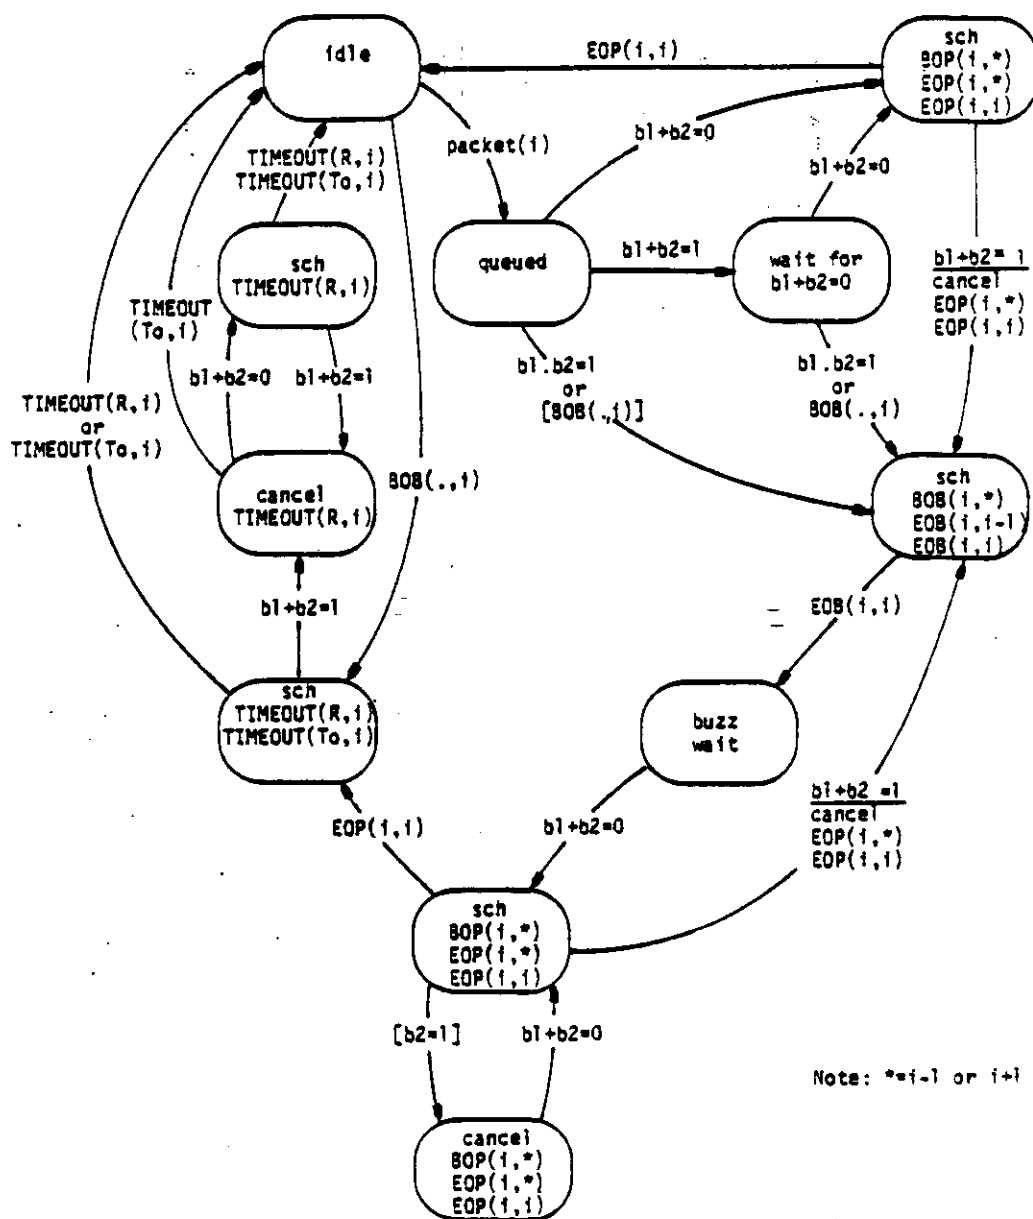 idle
EOP(i,i)
sch
BOP(i,*)
EOP(i,*)
EOP(i,i)
packet(i)
b1+b2=0
TIMEOUT(R,i)
TIMEOUT(To,i)
b1+b2=0
sch
TIMEOUT(R,i)
queued
b1+b2=1
wait for
b1+b2=0
b1+b2= 1
cancel
EOP(i,*)
EOP(i,i)
TIMEOUT
(To,i)
b1+b2=0
b1+b2=1
b1.b2=1
or
[BOB(.,i)]
b1.b2=1
or
BOB(.,i)
TIMEOUT(R,i)
or
TIMEOUT(To,i)
BOB(.,i)
cancel
TIMEOUT(R,i)
sch
BOB(i,*)
EOB(i,i-1)
EOB(i,i)
b1+b2=1
EOB(i,i)
sch
TIMEOUT(R,i)
TIMEOUT(To,i)
buzz
wait
b1+b2 =1
cancel
EOP(i,*)
EOP(i,i)
EOP(i,i)
b1+b2=0
sch
BOP(i,*)
EOP(i,*)
EOP(i,i)
[b2=1]
b1+b2=0
Note: *=i-1 or i+1
cancel
BOP(i,*)
EOP(i,*)
EOP(i,i)